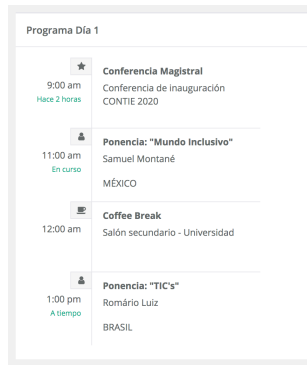 Programa Día 1
9:00 am
Hace 2 horas
Conferencia Magistral
Conferencia de inauguración
CONTIE 2020
11:00 am
En curso
Ponencia: "Mundo Inclusivo"
Samuel Montané
MÉXICO
12:00 am
Coffee Break
Salón secundario - Universidad
1:00 pm
A tiempo
Ponencia: "TIC's"
Romário Luiz
BRASIL